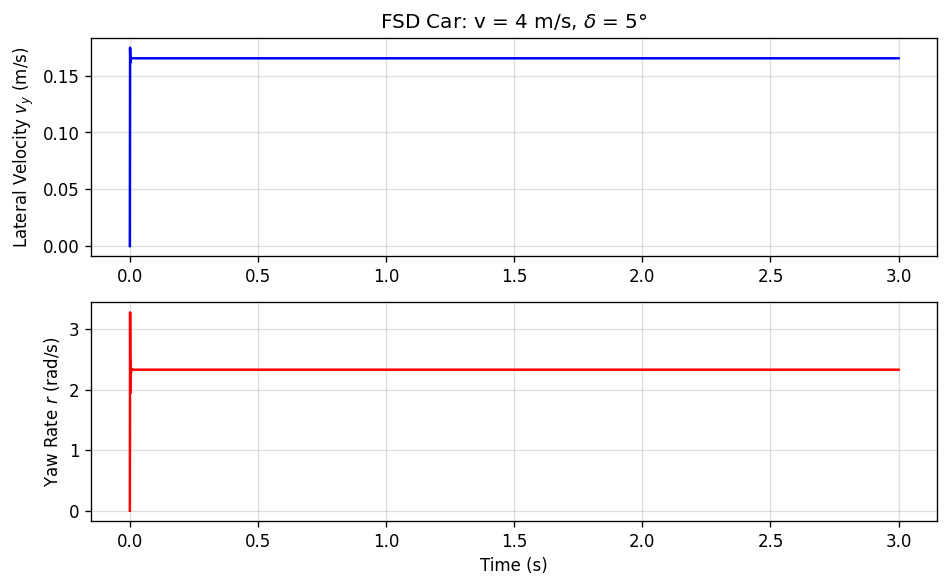 FSD Car: v = 4 m/s, δ = 5°
Lateral Velocity v_y (m/s)
0.15
0.10
0.05
0.00
0.0 0.5 1.0 1.5 2.0 2.5 3.0
Yaw Rate r (rad/s)
3
2
1
0
0.0 0.5 1.0 1.5 2.0 2.5 3.0
Time (s)